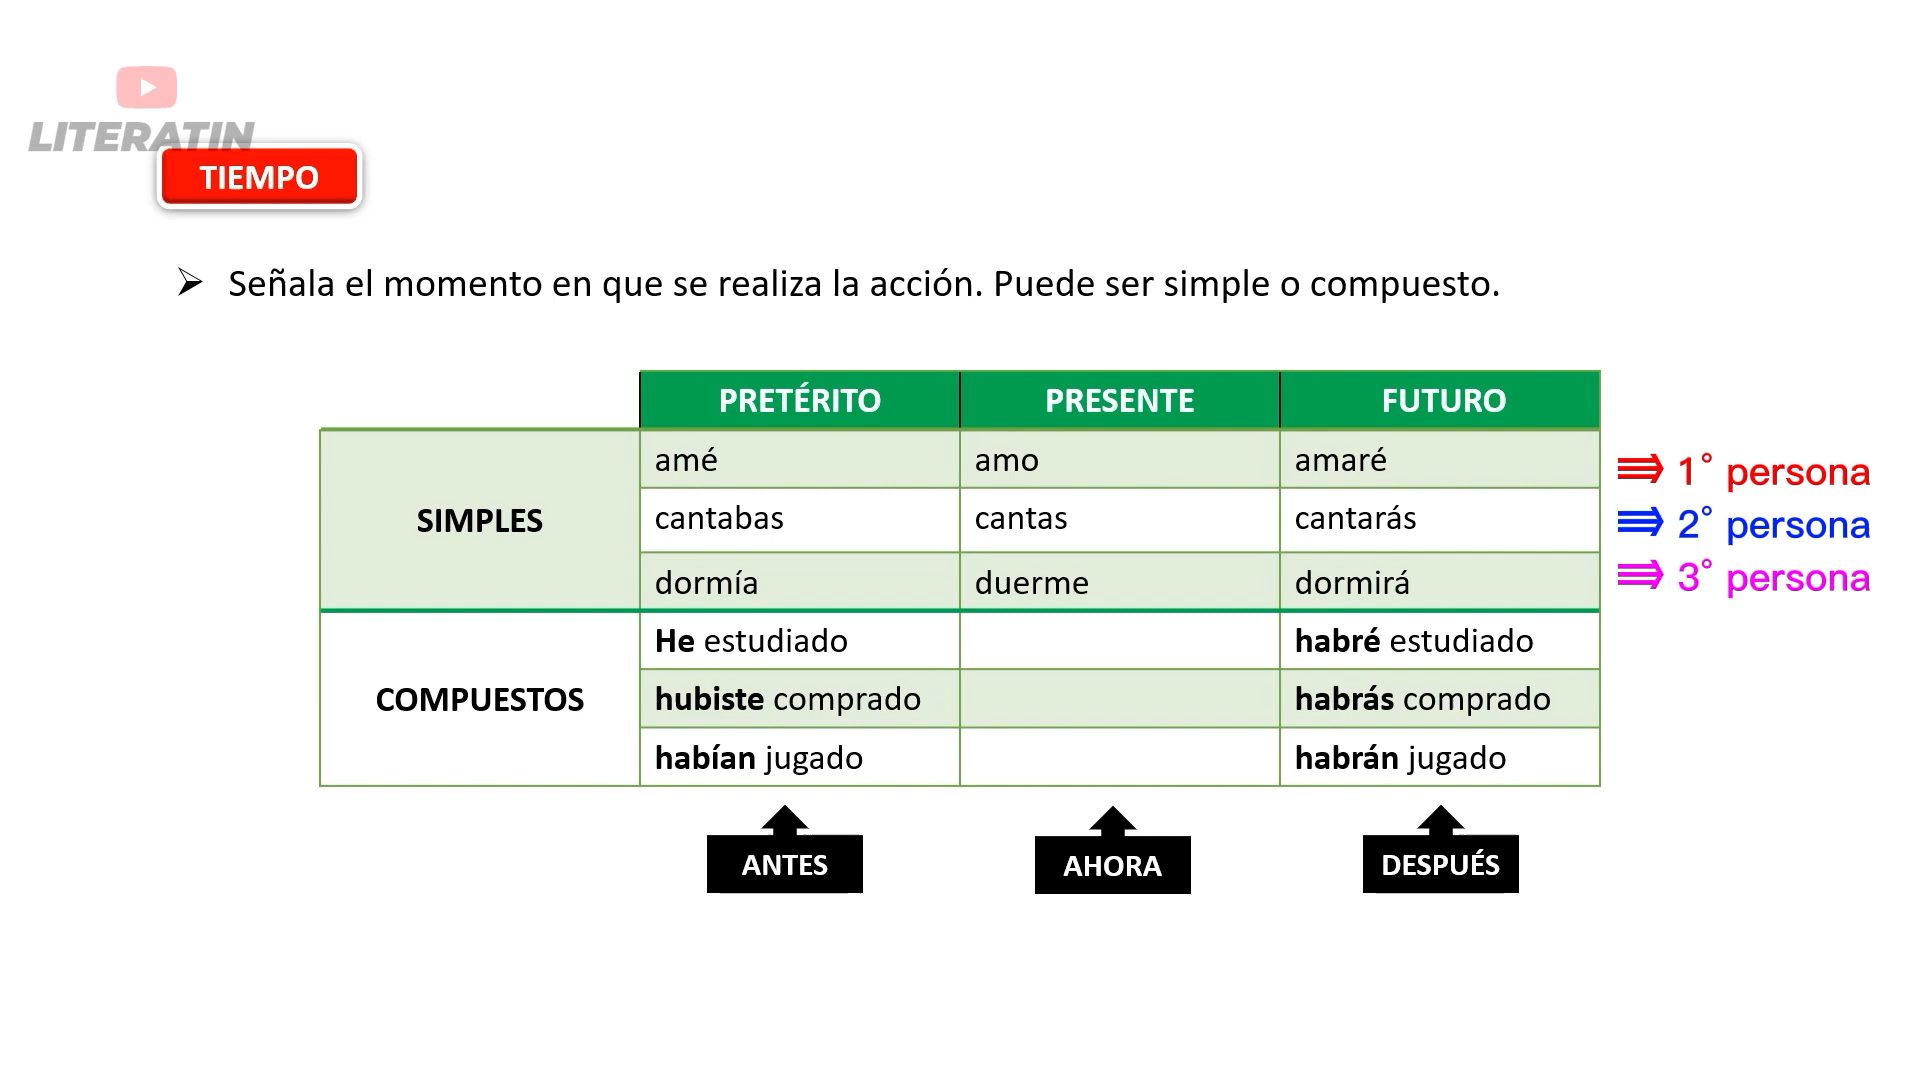 LITERATIN
TIEMPO
Señala el momento en que se realiza la acción. Puede ser simple o compuesto.
PRETÉRITO PRESENTE FUTURO
SIMPLES
amé amo amaré
1° persona
cantabas cantas cantarás
2° persona
dormía duerme dormirá
3° persona
COMPUESTOS
He estudiado habré estudiado
hubiste comprado habrás comprado
habían jugado habrán jugado
ANTES AHORA DESPUÉS